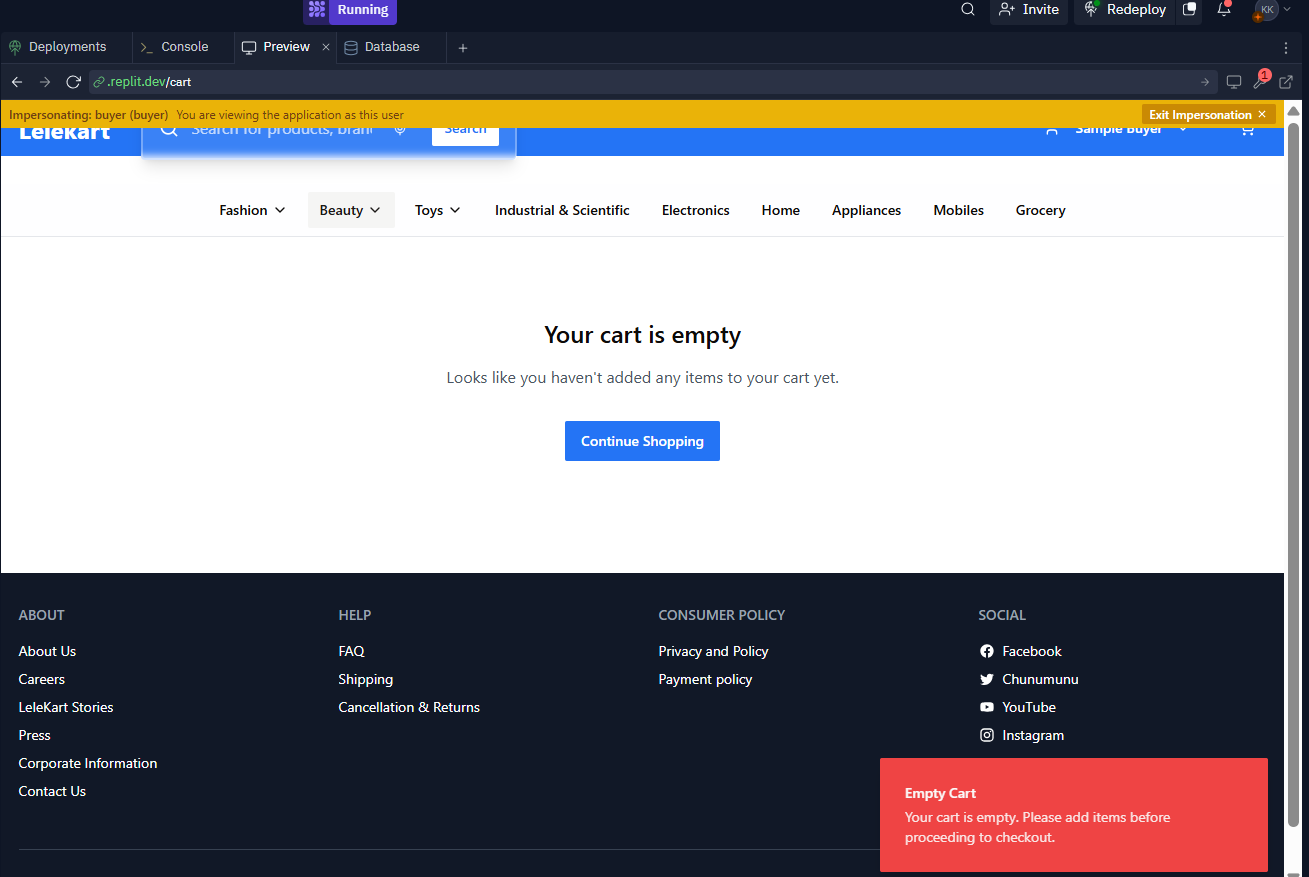 Running
Invite
Redeploy
KK
Deployments
Console
Preview
Database
.replit.dev/cart
1
Impersonating: buyer (buyer) You are viewing the application as this user
Exit Impersonation
LeleKart
Search for products, bran
Search
Sample Buyer
Fashion
Beauty
Toys
Industrial & Scientific
Electronics
Home
Appliances
Mobiles
Grocery
Your cart is empty
Looks like you haven't added any items to your cart yet.
Continue Shopping
ABOUT
About Us
Careers
LeleKart Stories
Press
Corporate Information
Contact Us
HELP
FAQ
Shipping
Cancellation & Returns
CONSUMER POLICY
Privacy and Policy
Payment policy
SOCIAL
Facebook
Chunumunu
YouTube
Instagram
Empty Cart
Your cart is empty. Please add items before
proceeding to checkout.